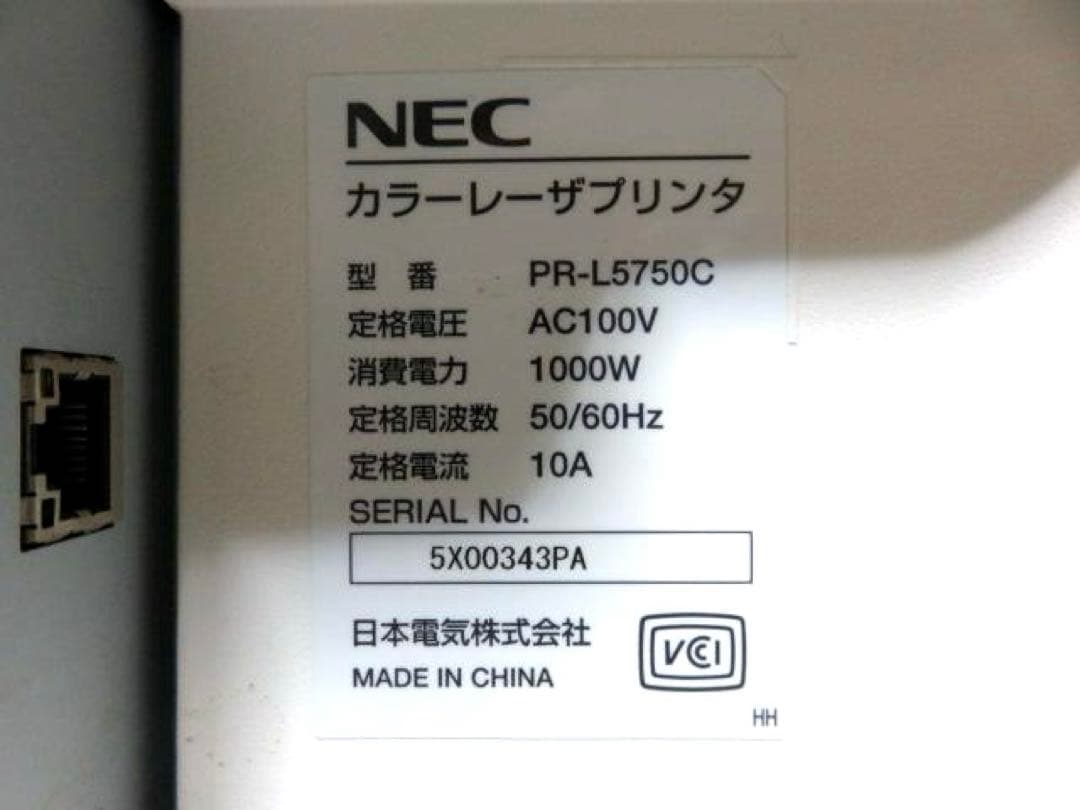 NEC
カラーレーザプリンタ
型 番 PR-L5750C
定格電圧 AC100V
消費電力 1000W
定格周波数 50/60Hz
定格電流 10A
SERIAL No.
5X00343PA
日本電気株式会社
MADE IN CHINA
VCCI
HH